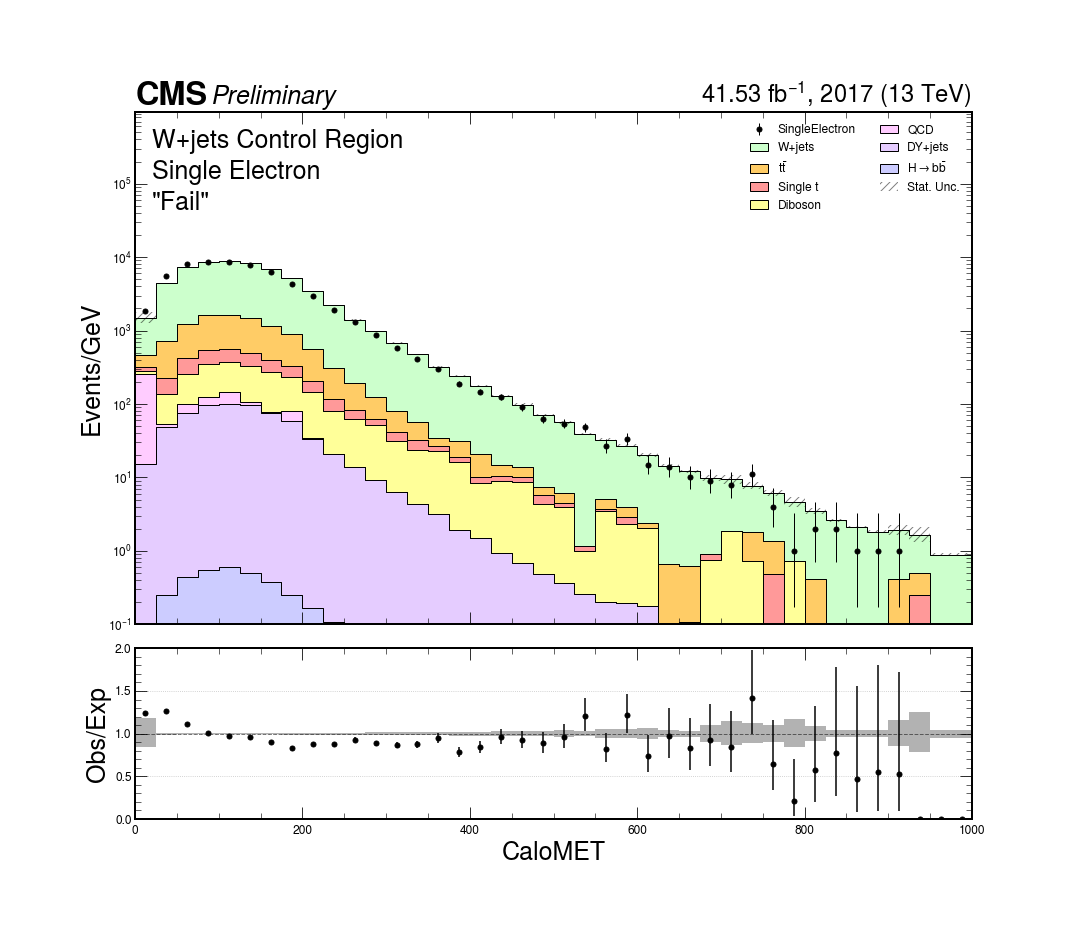 CMS Preliminary
41.53 fb⁻¹, 2017 (13 TeV)
W+jets Control Region
Single Electron
"Fail"
SingleElectron
W+jets
tt̄
Single t
Diboson
QCD
DY+jets
H→bb̄
Stat. Unc.
Events/GeV
10⁵
10⁴
10³
10²
10¹
10⁰
10⁻¹
Obs/Exp
2.0
1.5
1.0
0.5
0.0
0 200 400 600 800 1000
CaloMET